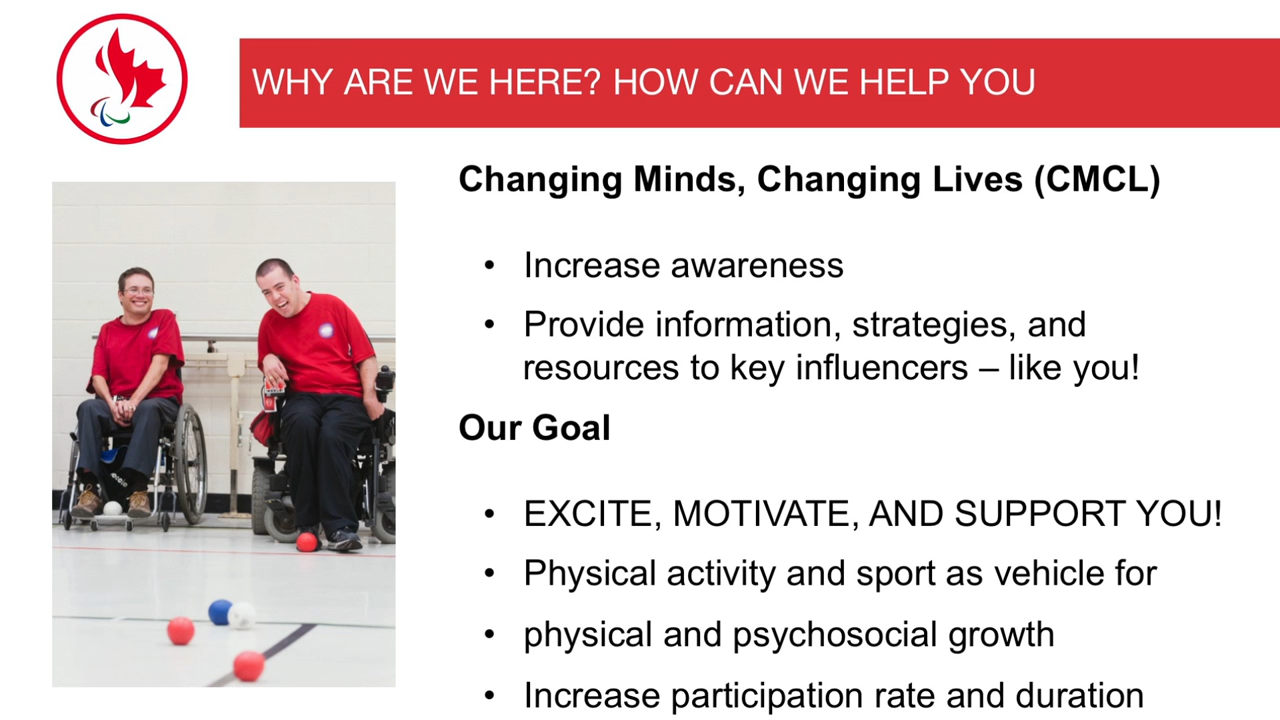 WHY ARE WE HERE? HOW CAN WE HELP YOU
Changing Minds, Changing Lives (CMCL)
• Increase awareness
• Provide information, strategies, and
resources to key influencers – like you!
Our Goal
• EXCITE, MOTIVATE, AND SUPPORT YOU!
• Physical activity and sport as vehicle for
• physical and psychosocial growth
• Increase participation rate and duration